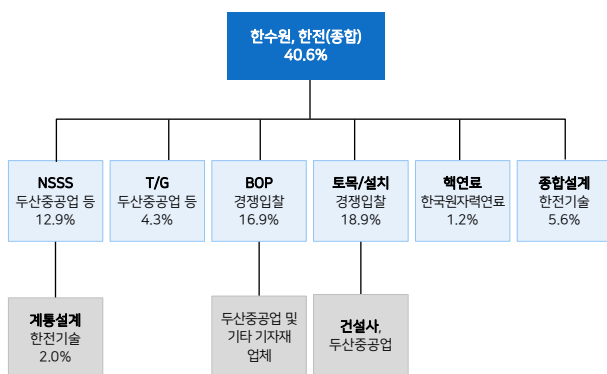 한수원, 한전(종합)
40.6%
NSSS
두산중공업 등
12.9%
T/G
두산중공업 등
4.3%
BOP
경쟁입찰
16.9%
토목/설치
경쟁입찰
18.9%
핵연료
한국원자력연료
1.2%
종합설계
한전기술
5.6%
계통설계
한전기술
2.0%
두산중공업 및
기타 기자재
업체
건설사,
두산중공업